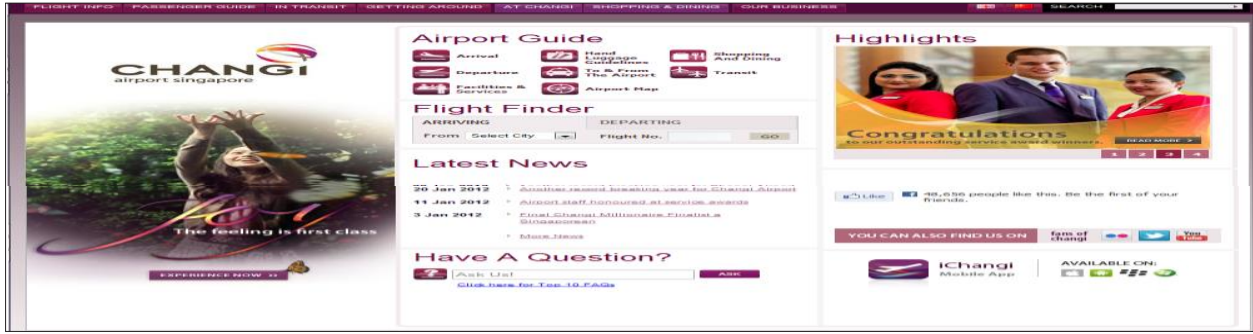 FLIGHT INFO PASSENGER GUIDE IN TRANSIT GETTING AROUND AT CHANGI SHOPPING & DINING OUR BUSINESS SEARCH
CHANGI
airport singapore
The feeling is first class
EXPERIENCE NOW
Airport Guide
Arrival
Hand Luggage Guidelines
Shopping And Dining
Departure
To & From The Airport
Transit
Facilities & Services
Airport Map
Flight Finder
ARRIVING DEPARTING
From Select City Flight No. GO
Latest News
20 Jan 2012 Another record breaking year for Changi Airport
11 Jan 2012 Airport staff honoured at service awards
3 Jan 2012 Final Changi Millionaire Finalist a
Singaporean
More News
Have A Question?
? Ask Us! ASK
Click here for Top 10 FAQs
Highlights
Congratulations
to our outstanding service award winners.
READ MORE >
1 2 3 4
Like f 48,656 people like this. Be the first of your
friends.
YOU CAN ALSO FIND US ON
fans of
changi
You
Tube
iChangi
Mobile App
AVAILABLE ON: